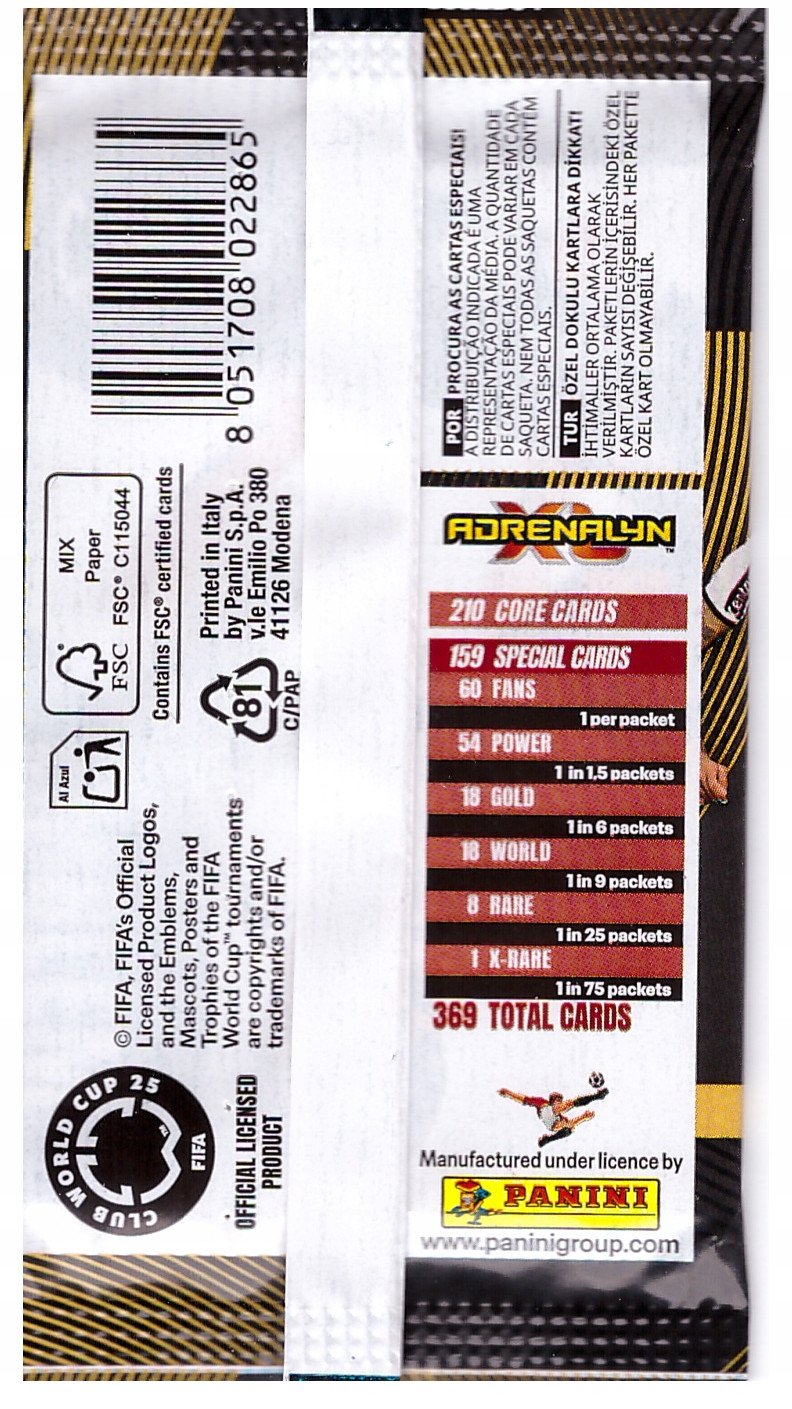 8 051708 022865
MIX
Paper
FSC FSC® C115044
Contains FSC® certified cards
Printed in Italy
by Panini S.p.A.
v.le Emilio Po 380
41126 Modena
81
C/PAP
Al Azul
© FIFA, FIFA's Official
Licensed Product Logos,
and the Emblems,
Mascots, Posters and
Trophies of the FIFA
World Cup™ tournaments
are copyrights and/or
trademarks of FIFA.
CLUB WORLD CUP 25
FIFA
OFFICIAL LICENSED
PRODUCT
POR PROCURA AS CARTAS ESPECIAIS!
A DISTRIBUIÇÃO INDICADA É UMA
REPRESENTAÇÃO DA MÉDIA. A QUANTIDADE
DE CARTAS ESPECIAIS PODE VARIAR EM CADA
SAQUETA. NEM TODAS AS SAQUETAS CONTÊM
CARTAS ESPECIAIS.
TUR ÖZEL DOKULU KARTLARA DİKKAT!
İHTİMALLER ORTALAMA OLARAK
VERİLMİŞTİR. PAKETLERİN İÇERİSİNDEKİ ÖZEL
KARTLARIN SAYISI DEĞİŞEBİLİR. HER PAKETTE
ÖZEL KART OLMAYABİLİR.
ADRENALYN XL™
210 CORE CARDS
159 SPECIAL CARDS
60 FANS
1 per packet
54 POWER
1 in 1,5 packets
18 GOLD
1 in 6 packets
18 WORLD
1 in 9 packets
8 RARE
1 in 25 packets
1 X-RARE
1 in 75 packets
369 TOTAL CARDS
Manufactured under licence by
PANINI
www.paninigroup.com